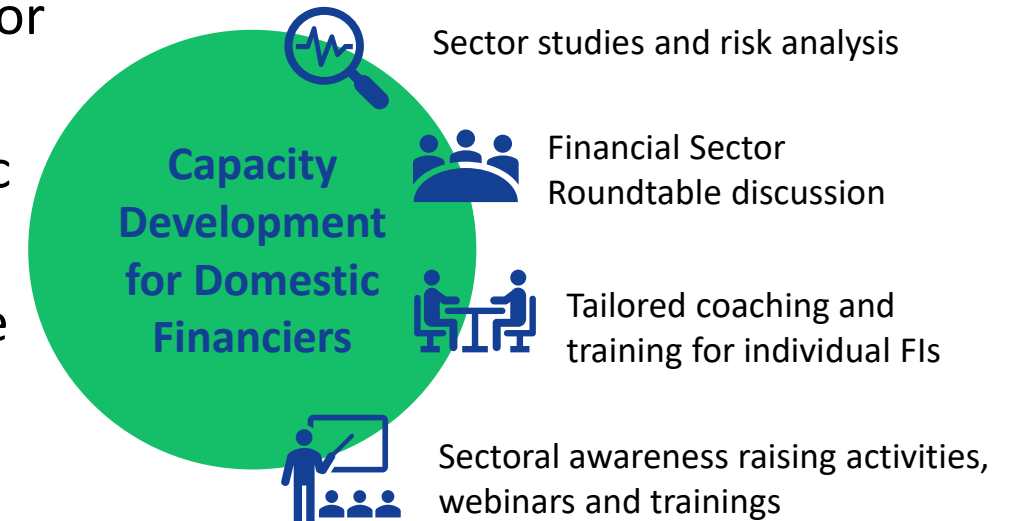 or
Sector studies and risk analysis
c
Capacity
Development
for Domestic
Financiers
Financial Sector
Roundtable discussion
e
Tailored coaching and
training for individual FIs
Sectoral awareness raising activities,
webinars and trainings